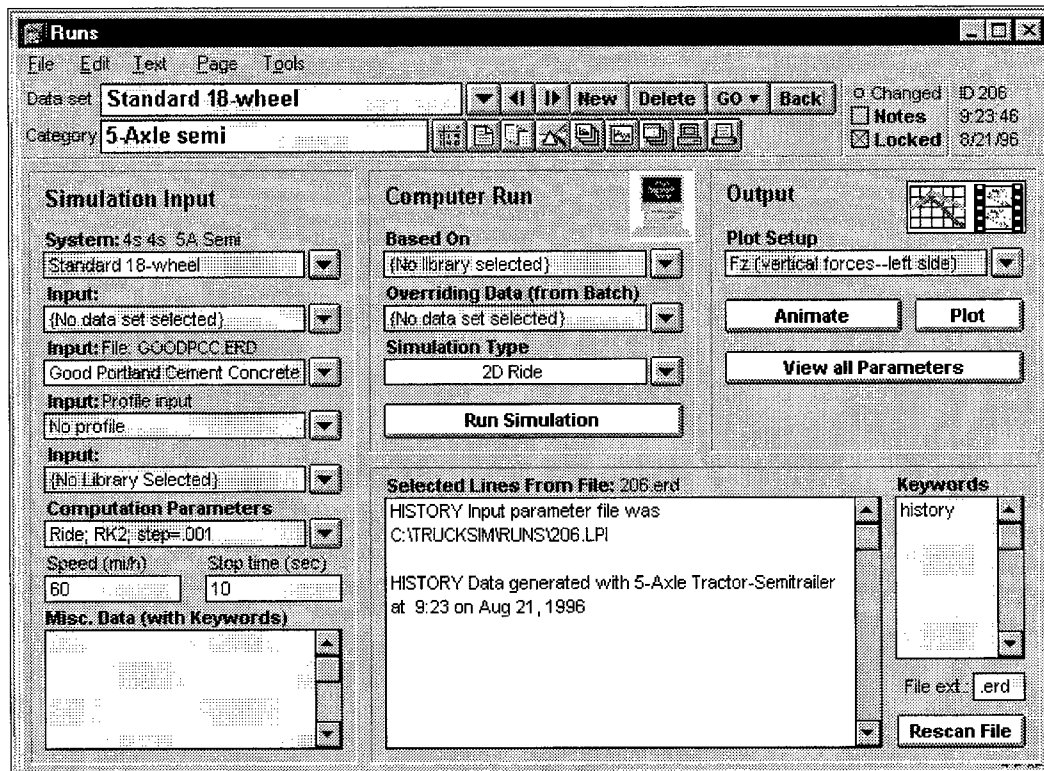 Runs
File Edit Text Page Tools
Data set Standard 18-wheel New Delete GO Back Changed ID 206
Notes 9:23:46
Category 5-Axle semi Locked 8/21/96
Simulation Input
System: 4s 4s 5A Semi
Standard 18-wheel
Input:
{No data set selected}
Input: File: GOODPCC.ERD
Good Portland Cement Concrete
Input: Profile input
No profile
Input:
{No Library Selected}
Computation Parameters
Ride; RK2; step=.001
Speed (mi/h) Stop time (sec)
60 10
Misc. Data (with Keywords)
Computer Run
Based On
{No library selected}
Overriding Data (from Batch)
{No data set selected}
Simulation Type
2D Ride
Run Simulation
Output
Plot Setup
Fz (vertical forces--left side)
Animate Plot
View all Parameters
Selected Lines From File: 206.erd
HISTORY Input parameter file was
C:\TRUCKSIM\RUNS\206.LPI
HISTORY Data generated with 5-Axle Tractor-Semitrailer
at 9:23 on Aug 21, 1996
Keywords
history
File ext.: .erd
Rescan File